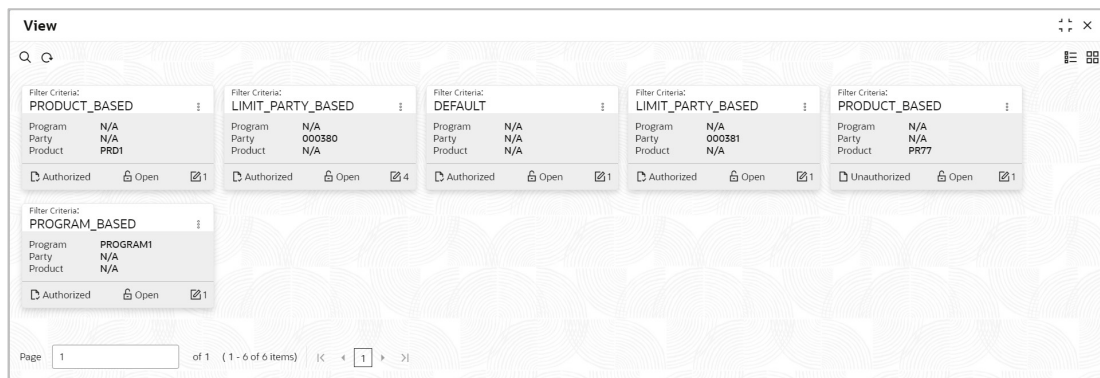 View
Filter Criteria:
PRODUCT_BASED
Program N/A
Party N/A
Product PRD1
Authorized Open 1
Filter Criteria:
LIMIT_PARTY_BASED
Program N/A
Party 000380
Product N/A
Authorized Open 4
Filter Criteria:
DEFAULT
Program N/A
Party N/A
Product N/A
Authorized Open 1
Filter Criteria:
LIMIT_PARTY_BASED
Program N/A
Party 000381
Product N/A
Authorized Open 1
Filter Criteria:
PRODUCT_BASED
Program N/A
Party N/A
Product PR77
Unauthorized Open 1
Filter Criteria:
PROGRAM_BASED
Program PROGRAM1
Party N/A
Product N/A
Authorized Open 1
Page 1 of 1 (1 - 6 of 6 items) 1